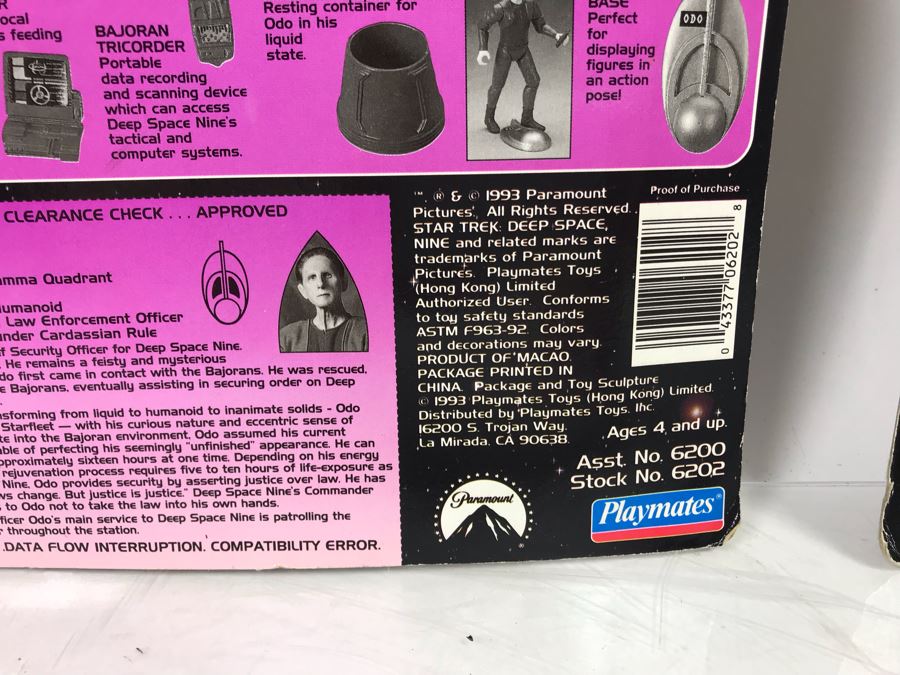 ocal
s feeding
BAJORAN
TRICORDER
Portable
data recording
and scanning device
which can access
Deep Space Nine's
tactical and
computer systems.
Resting container for
Odo in his
liquid
state.
BASE
Perfect
for
displaying
figures in
an action
pose!
ODO
CLEARANCE CHECK . . . APPROVED
mma Quadrant
umanoid
Law Enforcement Officer
under Cardassian Rule
f Security Officer for Deep Space Nine.
He remains a feisty and mysterious
do first came in contact with the Bajorans. He was rescued,
e Bajorans, eventually assisting in securing order on Deep
nsforming from liquid to humanoid to inanimate solids - Odo
Starfleet — with his curious nature and eccentric sense of
te into the Bajoran environment, Odo assumed his current
ble of perfecting his seemingly "unfinished" appearance. He can
pproximately sixteen hours at one time. Depending on his energy
rejuvenation process requires five to ten hours of life-exposure as
Nine, Odo provides security by asserting justice over law. He has
ws change. But justice is justice." Deep Space Nine's Commander
to Odo not to take the law into his own hands.
ficer Odo's main service to Deep Space Nine is patrolling the
r throughout the station.
DATA FLOW INTERRUPTION. COMPATIBILITY ERROR.
™, ® & © 1993 Paramount
Pictures. All Rights Reserved.
STAR TREK: DEEP SPACE
NINE and related marks are
trademarks of Paramount
Pictures. Playmates Toys
(Hong Kong) Limited
Authorized User. Conforms
to toy safety standards
ASTM F963-92. Colors
and decorations may vary.
PRODUCT OF MACAO.
PACKAGE PRINTED IN
CHINA. Package and Toy Sculpture
© 1993 Playmates Toys (Hong Kong) Limited.
Distributed by Playmates Toys, Inc.
16200 S. Trojan Way,
La Mirada, CA 90638.
Proof of Purchase
0 43377 06202 8
Ages 4 and up.
Asst. No. 6200
Stock No. 6202
Paramount
®
Playmates®